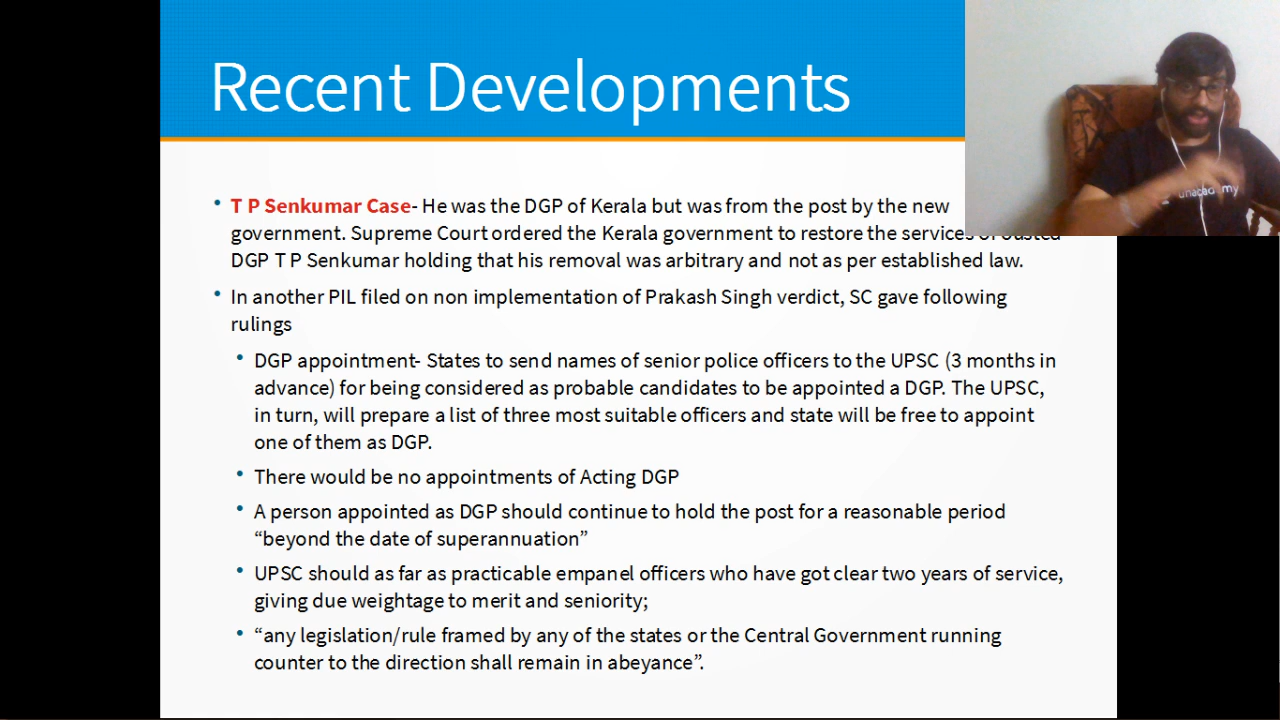 Recent Developments
T P Senkumar Case- He was the DGP of Kerala but was from the post by the new
government. Supreme Court ordered the Kerala government to restore the services of ousted
DGP T P Senkumar holding that his removal was arbitrary and not as per established law.
In another PIL filed on non implementation of Prakash Singh verdict, SC gave following
rulings
DGP appointment- States to send names of senior police officers to the UPSC (3 months in
advance) for being considered as probable candidates to be appointed a DGP. The UPSC,
in turn, will prepare a list of three most suitable officers and state will be free to appoint
one of them as DGP.
There would be no appointments of Acting DGP
A person appointed as DGP should continue to hold the post for a reasonable period
“beyond the date of superannuation”
UPSC should as far as practicable empanel officers who have got clear two years of service,
giving due weightage to merit and seniority;
“any legislation/rule framed by any of the states or the Central Government running
counter to the direction shall remain in abeyance”.
unacademy